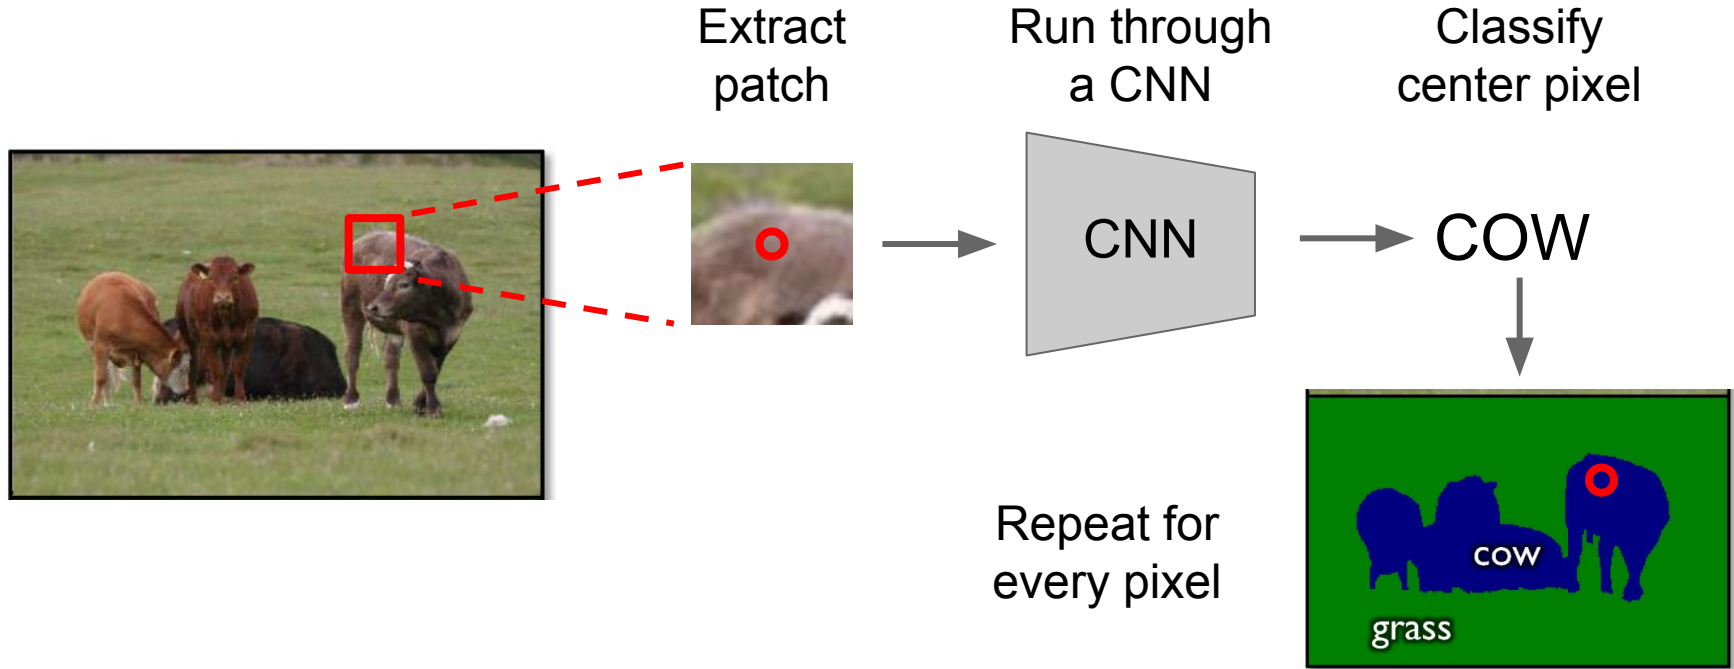 Extract
patch
Run through
a CNN
Classify
center pixel
CNN
COW
Repeat for
every pixel
cow
grass